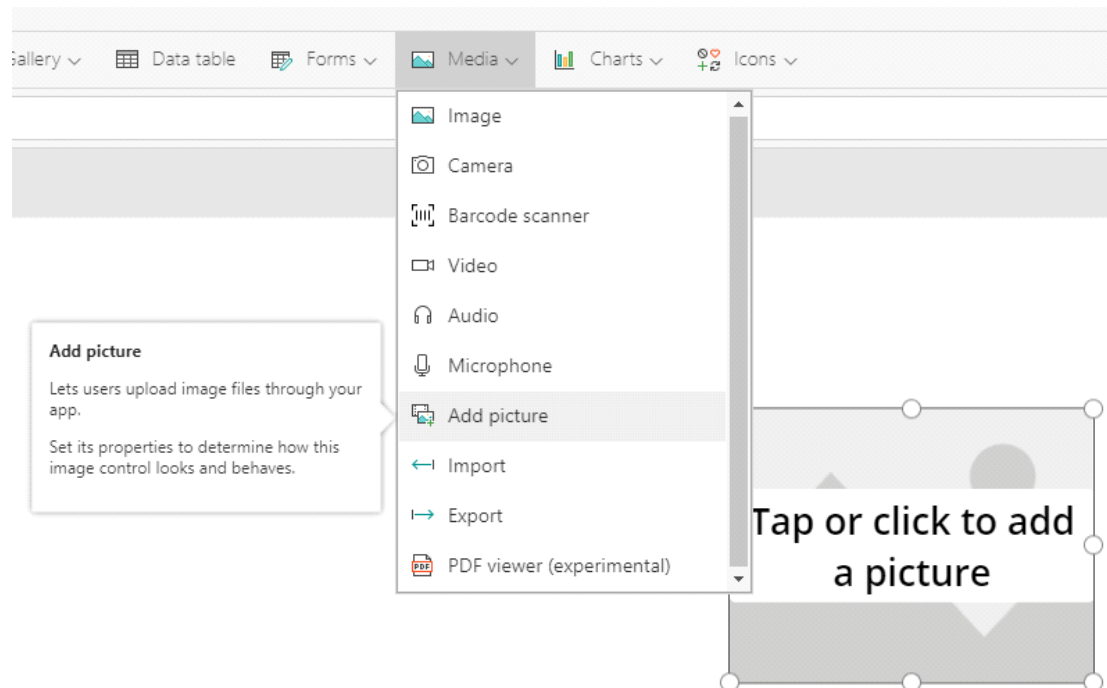 Data table
Forms
Media
Charts
Icons
Image
Camera
Barcode scanner
Video
Audio
Microphone
Add picture
Import
Export
PDF viewer (experimental)
Add picture
Lets users upload image files through your
app.
Set its properties to determine how this
image control looks and behaves.
Tap or click to add
a picture